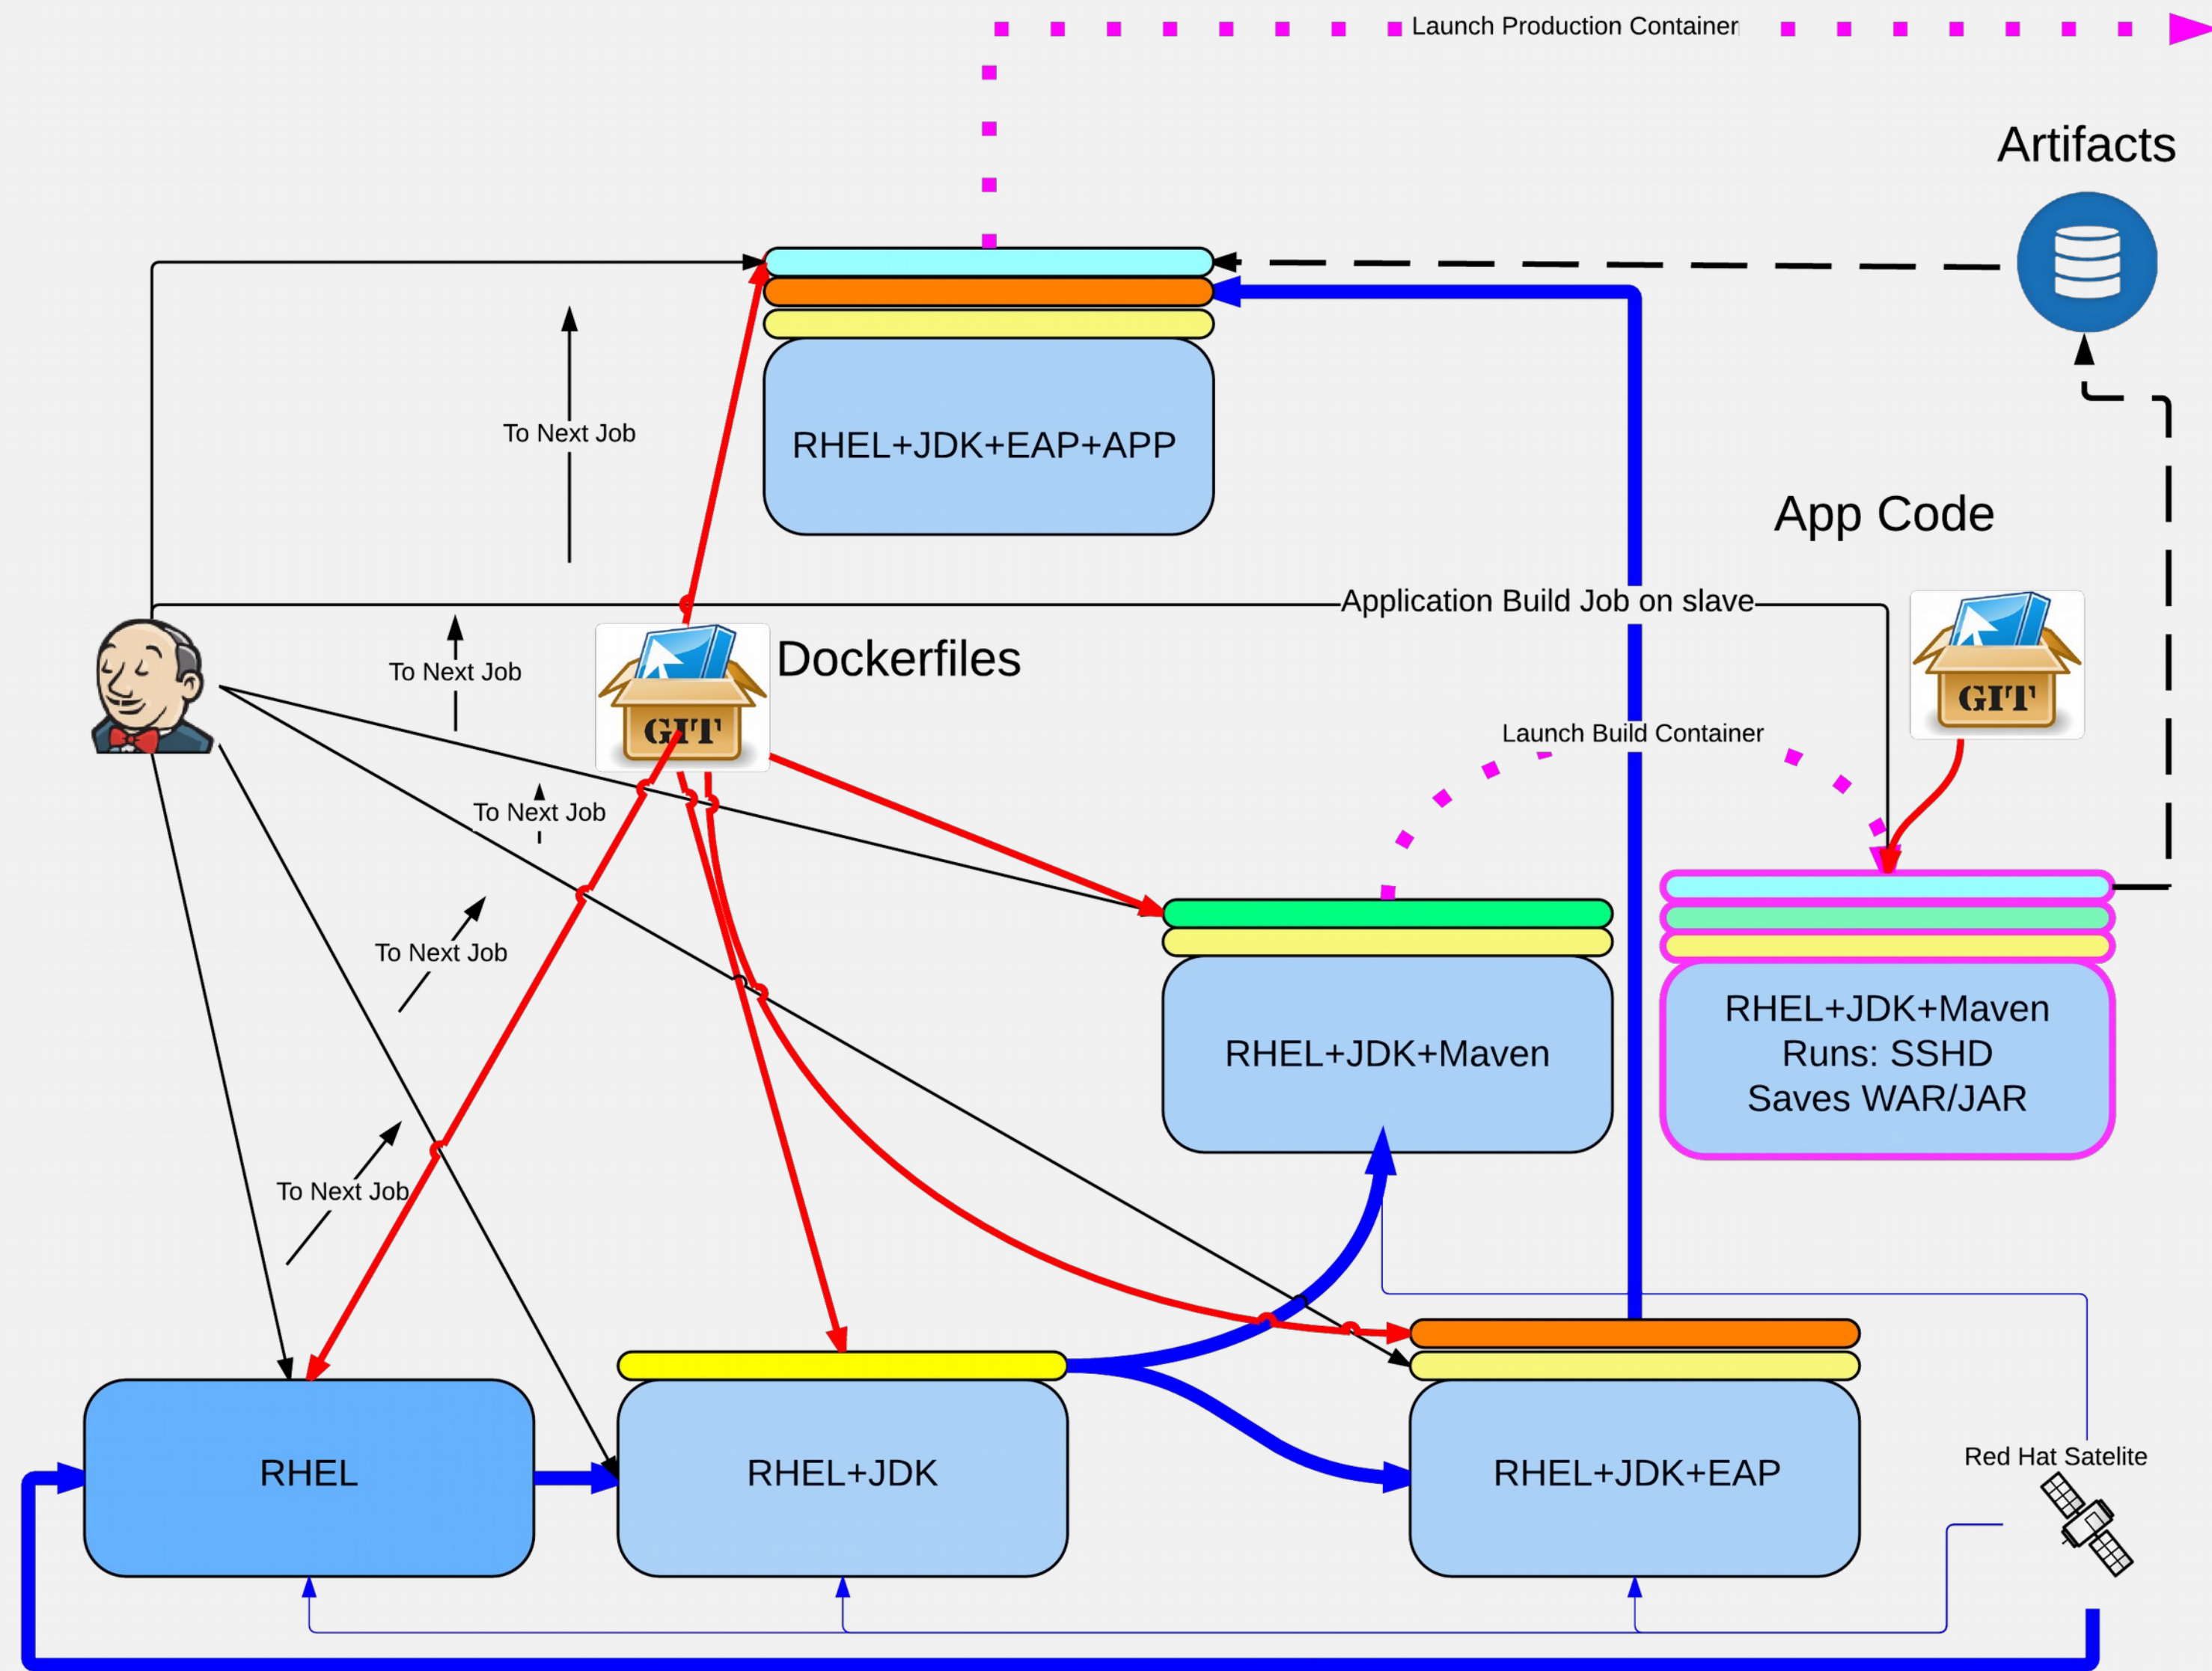 Launch Production Container
Artifacts
RHEL+JDK+EAP+APP
To Next Job
App Code
Application Build Job on slave
To Next Job
Dockerfiles
GIT
GIT
Launch Build Container
To Next Job
To Next Job
RHEL+JDK+Maven
RHEL+JDK+Maven
Runs: SSHD
Saves WAR/JAR
To Next Job
RHEL
RHEL+JDK
RHEL+JDK+EAP
Red Hat Satelite